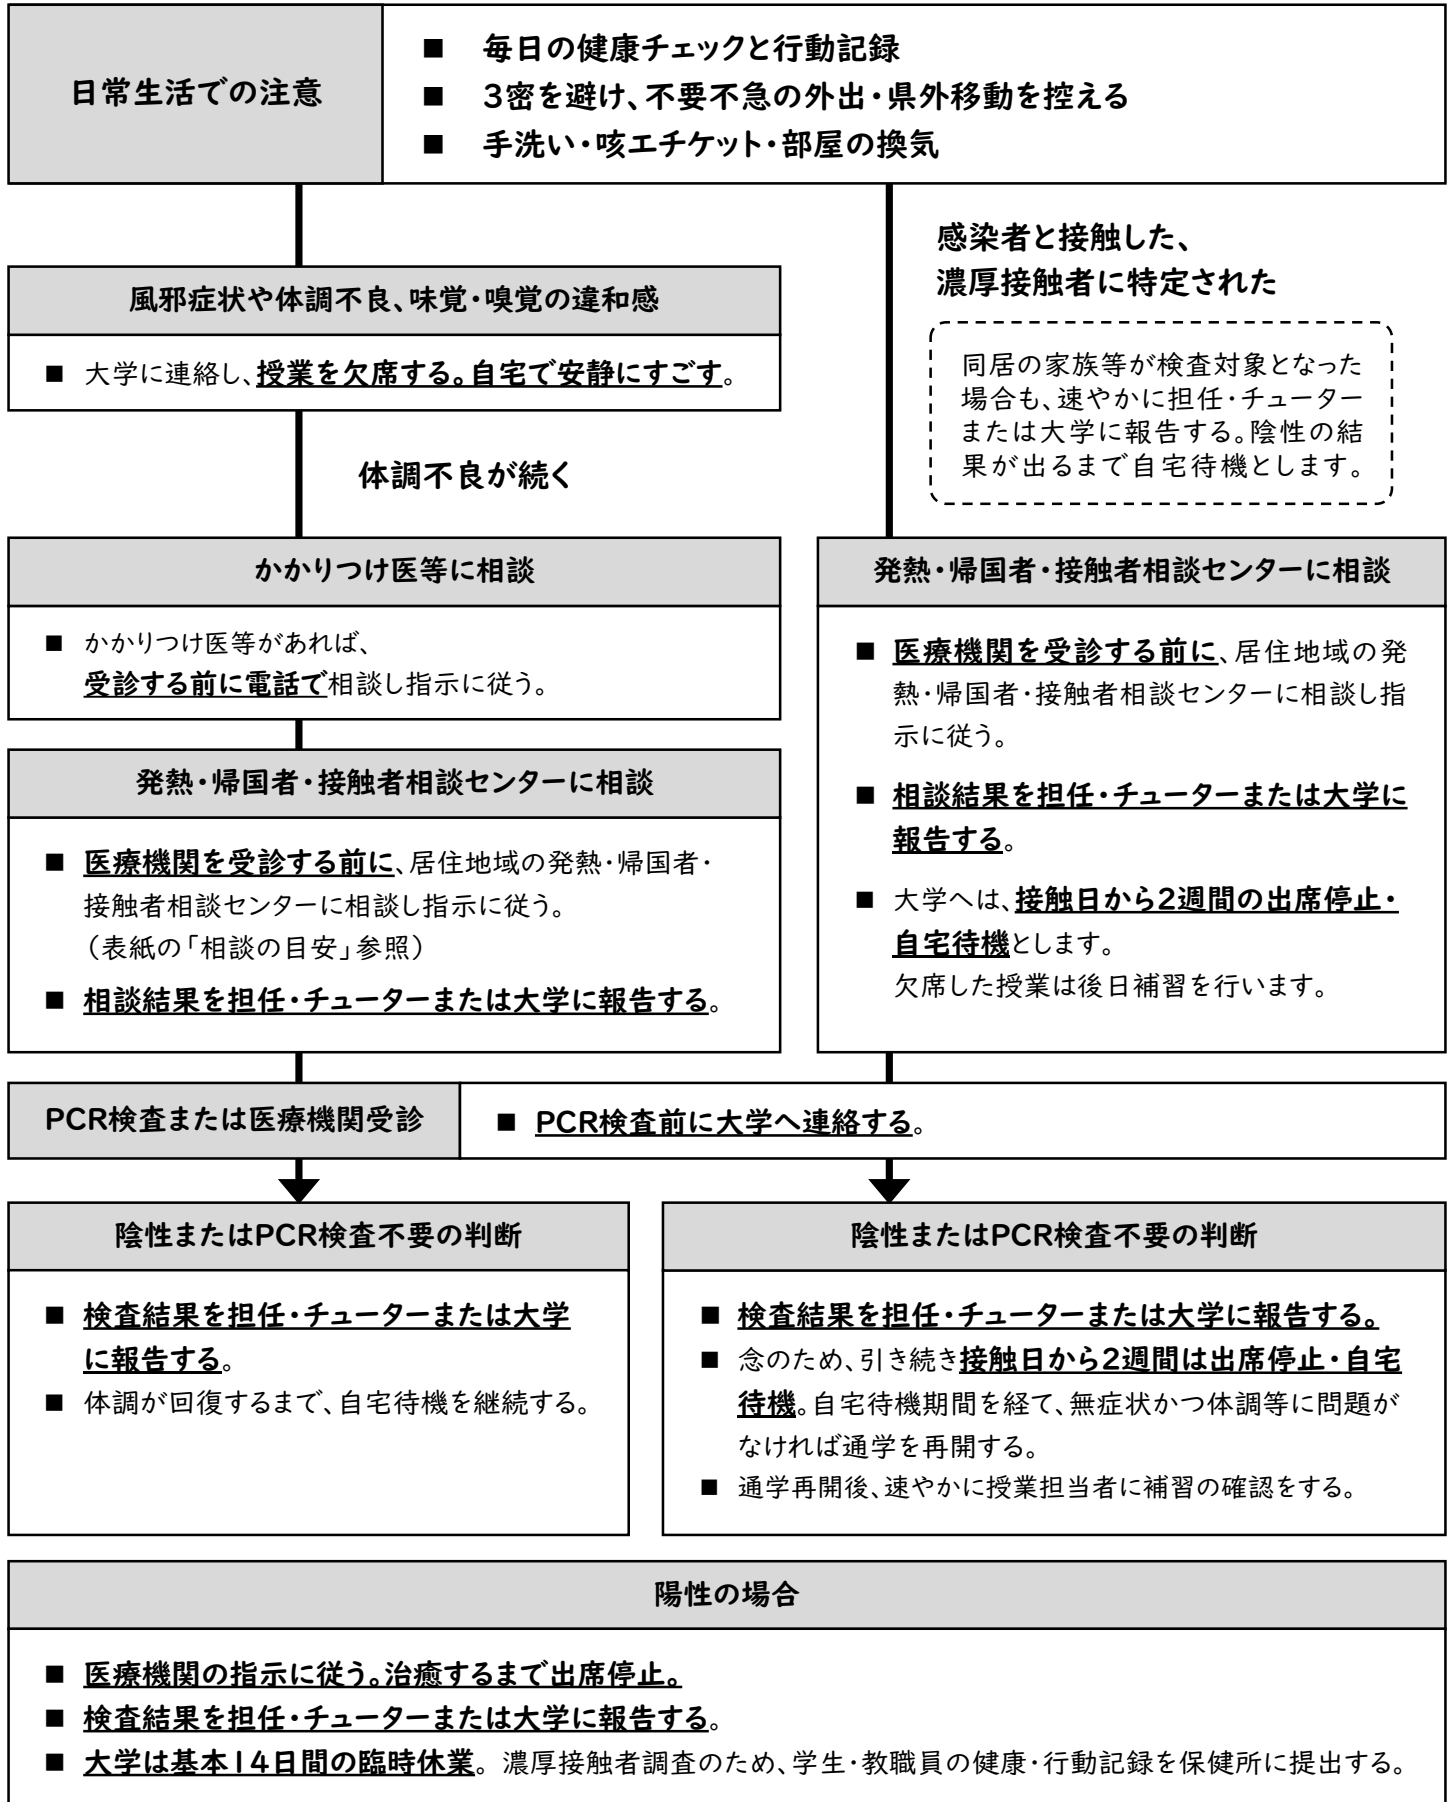 日常生活での注意
■ 毎日の健康チェックと行動記録
■ 3密を避け、不要不急の外出・県外移動を控える
■ 手洗い・咳エチケット・部屋の換気
感染者と接触した、
濃厚接触者に特定された
同居の家族等が検査対象となった
場合も、速やかに担任・チューター
または大学に報告する。陰性の結
果が出るまで自宅待機とします。
風邪症状や体調不良、味覚・嗅覚の違和感
■ 大学に連絡し、授業を欠席する。自宅で安静にすごす。
体調不良が続く
かかりつけ医等に相談
■ かかりつけ医等があれば、
受診する前に電話で相談し指示に従う。
発熱・帰国者・接触者相談センターに相談
■ 医療機関を受診する前に、居住地域の発熱・帰国者・
接触者相談センターに相談し指示に従う。
（表紙の「相談の目安」参照）
■ 相談結果を担任・チューターまたは大学に報告する。
発熱・帰国者・接触者相談センターに相談
■ 医療機関を受診する前に、居住地域の発
熱・帰国者・接触者相談センターに相談し指
示に従う。
■ 相談結果を担任・チューターまたは大学に
報告する。
■ 大学へは、接触日から2週間の出席停止・
自宅待機とします。
欠席した授業は後日補習を行います。
PCR検査または医療機関受診
■ PCR検査前に大学へ連絡する。
陰性またはPCR検査不要の判断
■ 検査結果を担任・チューターまたは大学
に報告する。
■ 体調が回復するまで、自宅待機を継続する。
陰性またはPCR検査不要の判断
■ 検査結果を担任・チューターまたは大学に報告する。
■ 念のため、引き続き接触日から2週間は出席停止・自宅
待機。自宅待機期間を経て、無症状かつ体調等に問題が
なければ通学を再開する。
■ 通学再開後、速やかに授業担当者に補習の確認をする。
陽性の場合
■ 医療機関の指示に従う。治癒するまで出席停止。
■ 検査結果を担任・チューターまたは大学に報告する。
■ 大学は基本14日間の臨時休業。濃厚接触者調査のため、学生・教職員の健康・行動記録を保健所に提出する。